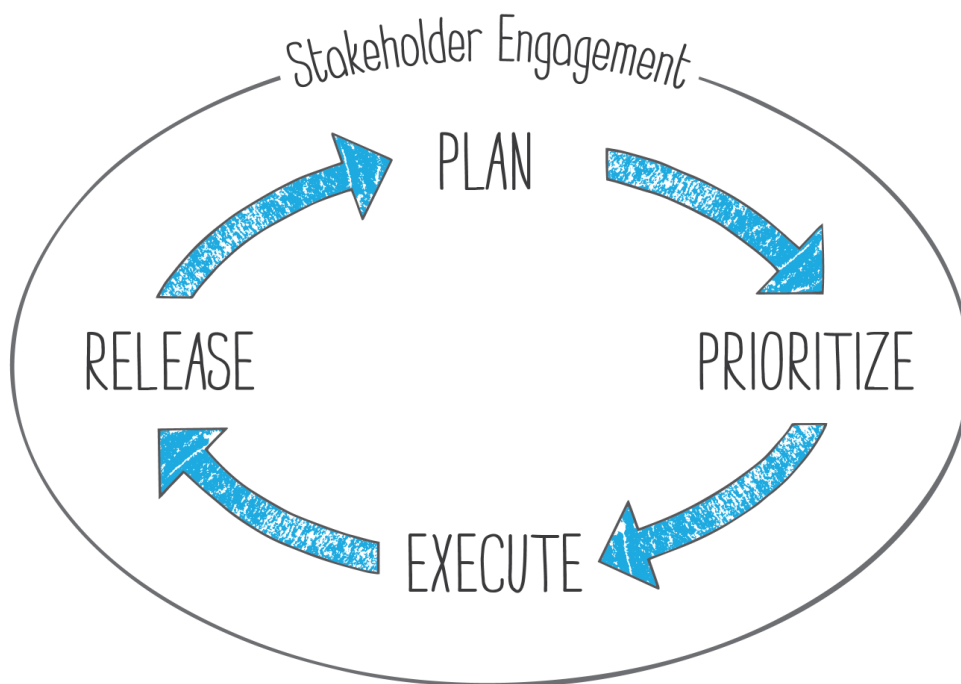 Stakeholder Engagement
PLAN
RELEASE
PRIORITIZE
EXECUTE